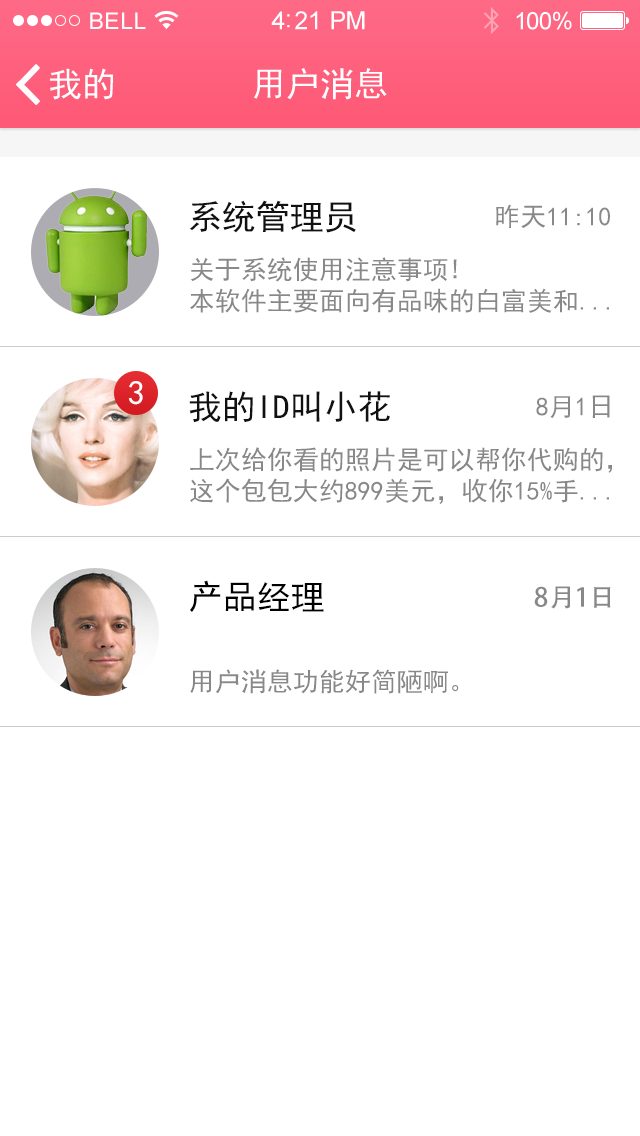 BELL 4:21 PM 100%
我的 用户消息
系统管理员 昨天11:10
关于系统使用注意事项!
本软件主要面向有品味的白富美和...
3
我的ID叫小花 8月1日
上次给你看的照片是可以帮你代购的,
这个包包大约899美元，收你15%手...
产品经理 8月1日
用户消息功能好简陋啊。